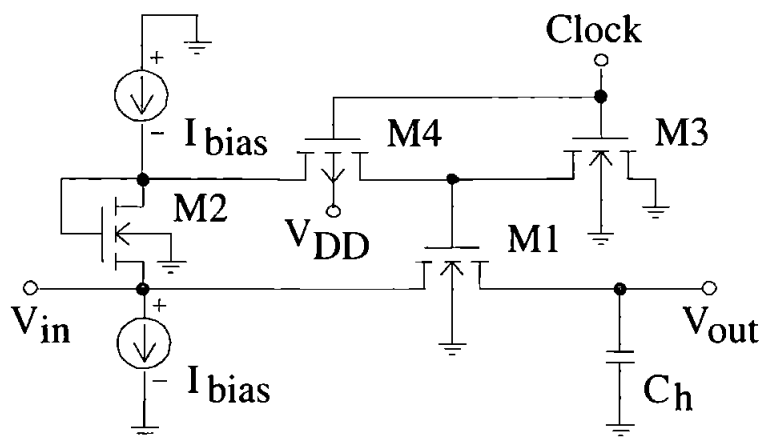 Clock
+
−
I bias
M4
M3
M2
V DD
M1
V in
+
−
I bias
V out
C h